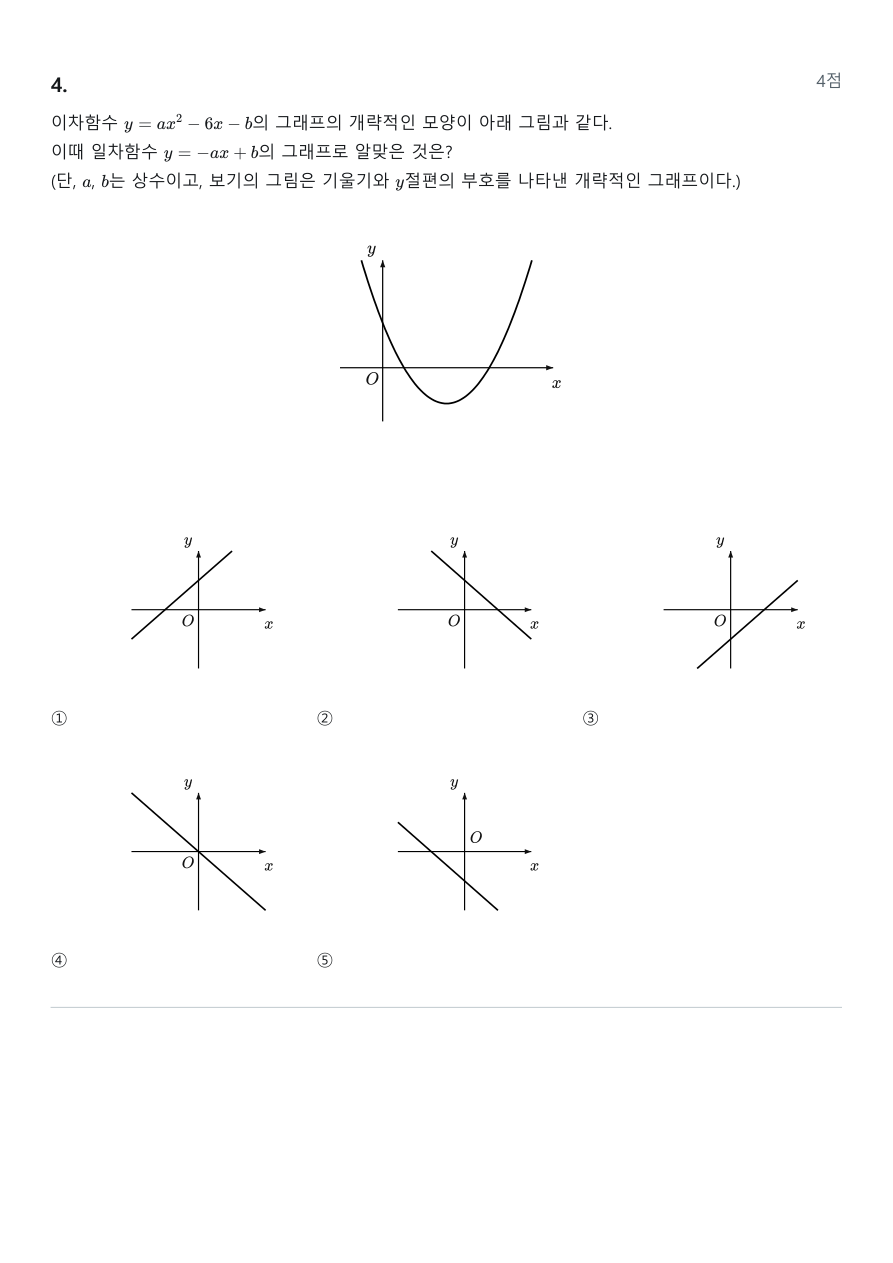 4.
4점
이차함수 y = ax² − 6x − b의 그래프의 개략적인 모양이 아래 그림과 같다.
이때 일차함수 y = −ax + b의 그래프로 알맞은 것은?
(단, a, b는 상수이고, 보기의 그림은 기울기와 y절편의 부호를 나타낸 개략적인 그래프이다.)
y
O
x
y
O
x
y
O
x
y
O
x
①
②
③
y
O
x
y
O
x
④
⑤